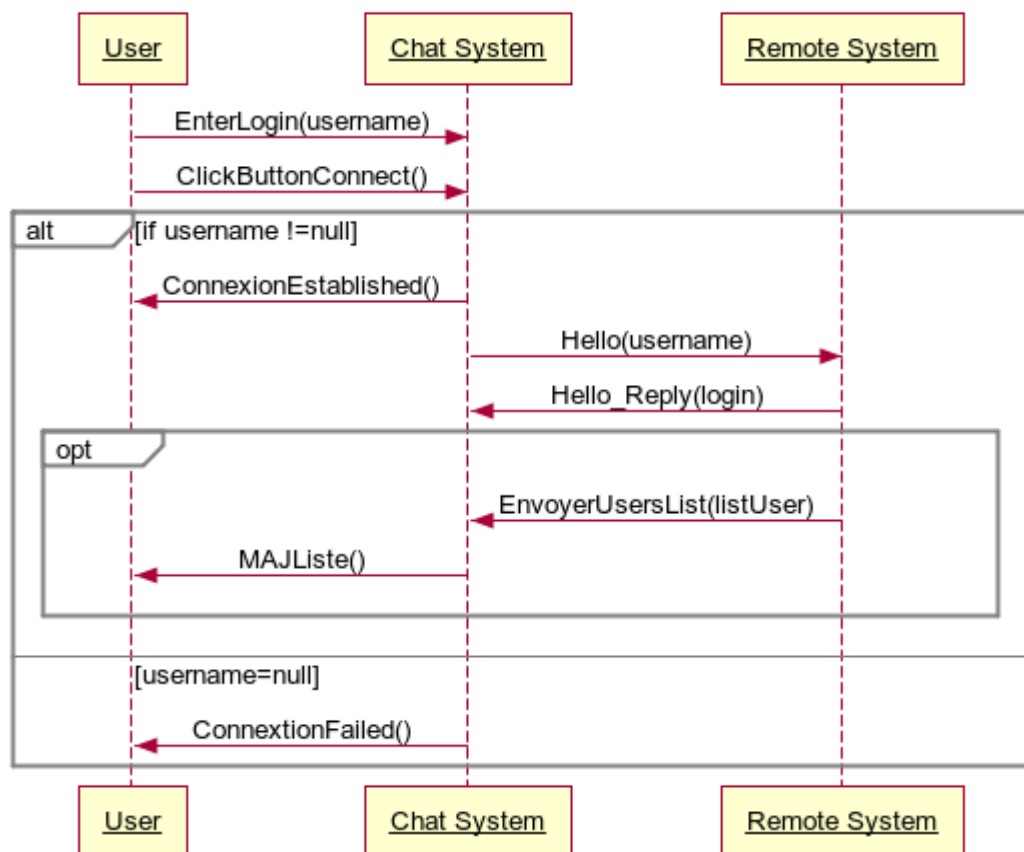 User Chat System Remote System
EnterLogin(username)
ClickButtonConnect()
alt [if username !=null]
ConnexionEstablished()
Hello(username)
Hello_Reply(login)
opt
EnvoyerUsersList(listUser)
MAJListe()
[username=null]
ConnextionFailed()
User Chat System Remote System